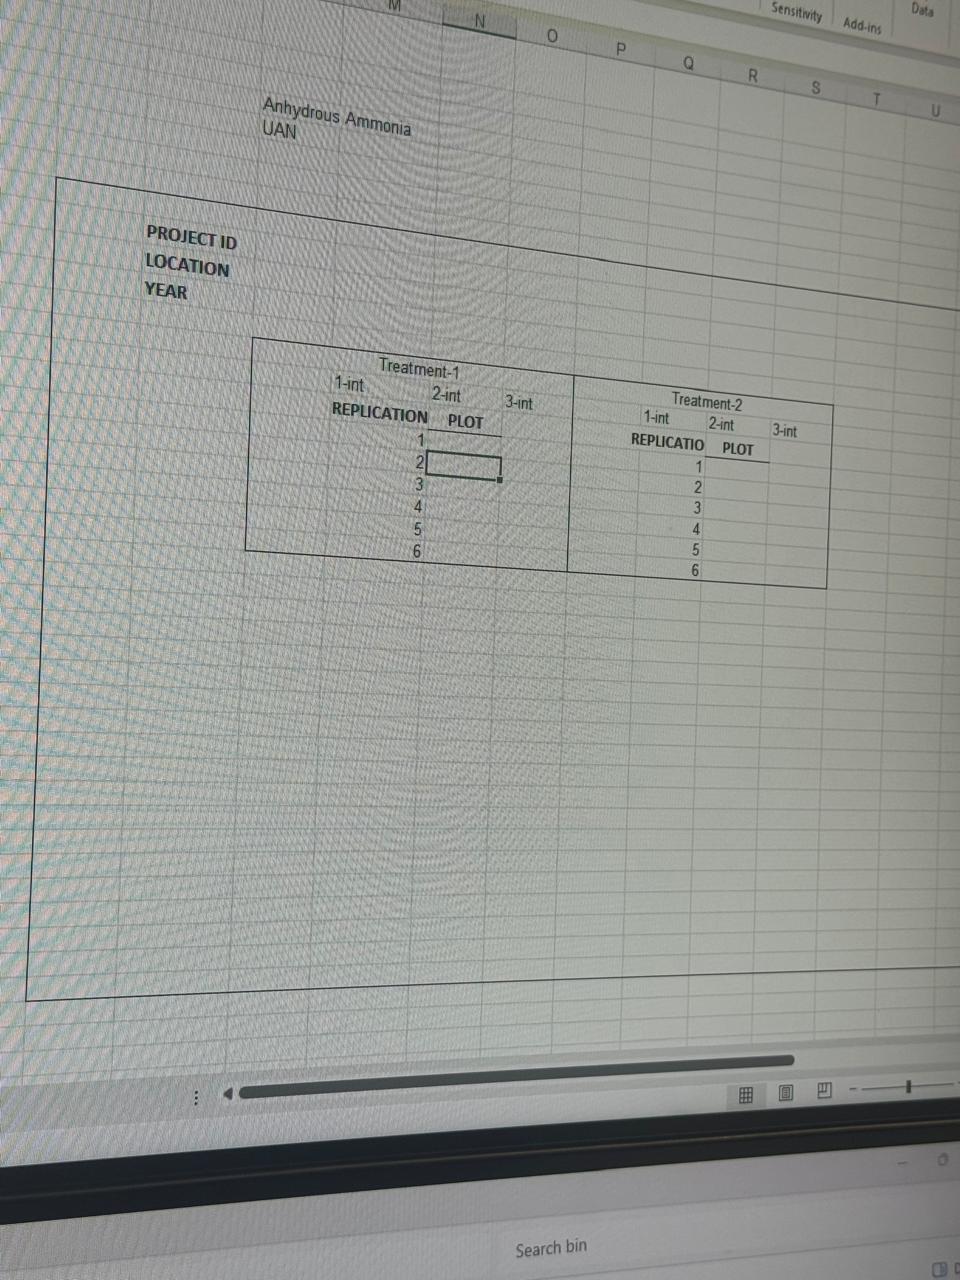 Sensitivity
Add-ins
Data
M N O P Q R S T U
Anhydrous Ammonia
UAN
PROJECT ID
LOCATION
YEAR
Treatment-1
1-int 2-int 3-int
REPLICATION PLOT
1
2
3
4
5
6
Treatment-2
1-int 2-int 3-int
REPLICATIO PLOT
1
2
3
4
5
6
Search bin